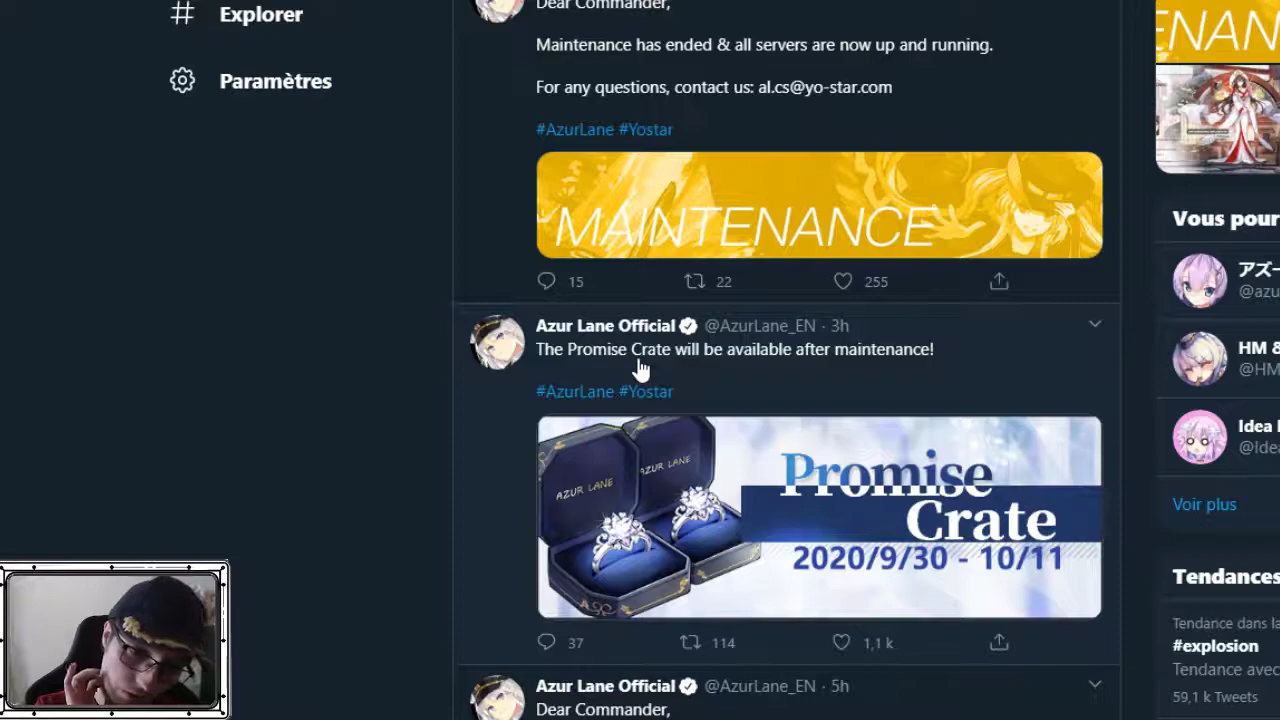 Explorer
Paramètres
Dear Commander,
Maintenance has ended & all servers are now up and running.
For any questions, contact us: al.cs@yo-star.com
#AzurLane #Yostar
MAINTENANCE
15
22
255
Azur Lane Official @AzurLane_EN · 3h
The Promise Crate will be available after maintenance!
#AzurLane #Yostar
AZUR LANE
AZUR LANE
Promise
Crate
2020/9/30 - 10/11
37
114
1,1 k
Azur Lane Official @AzurLane_EN · 5h
Dear Commander,
ENAN
Vous pour
アズー
@azu
HM &
@HM
Idea
@Idea
Voir plus
Tendances
Tendance dans la
#explosion
Tendance avec
59,1 k Tweets